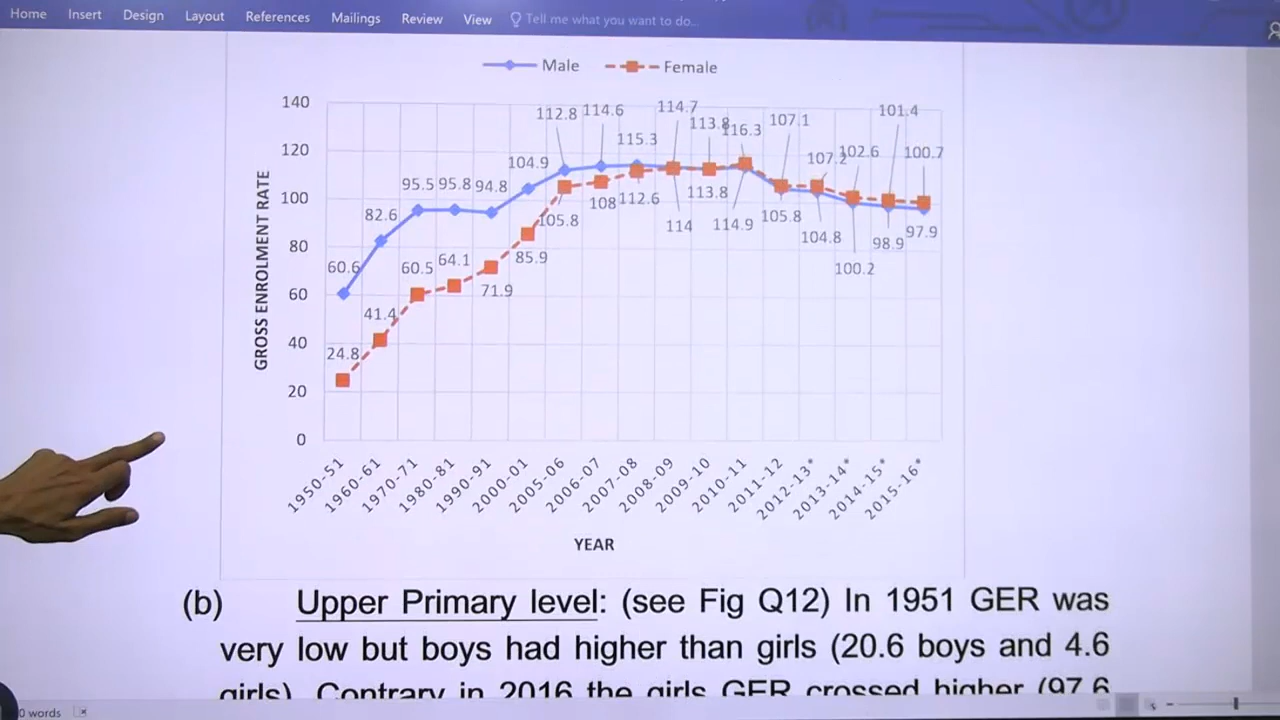 Home Insert Design Layout References Mailings Review View Tell me what you want to do...
Male Female
140
120
100
80
60
40
20
0
GROSS ENROLMENT RATE
112.8 114.6 114.7 113.8 116.3 107.1 101.4
104.9 115.3 107.2 102.6 100.7
95.5 95.8 94.8
82.6
60.6 60.5 64.1 71.9 85.9 105.8 108 112.6 114 113.8 114.9 105.8 104.8 100.2 98.9 97.9
41.4
24.8
1950-51 1960-61 1970-71 1980-81 1990-91 2000-01 2005-06 2006-07 2007-08 2008-09 2009-10 2010-11 2011-12 2012-13* 2013-14* 2014-15* 2015-16*
YEAR
(b) Upper Primary level: (see Fig Q12) In 1951 GER was
very low but boys had higher than girls (20.6 boys and 4.6
girls). Contrary in 2016 the girls GER crossed higher (97.6
0 words